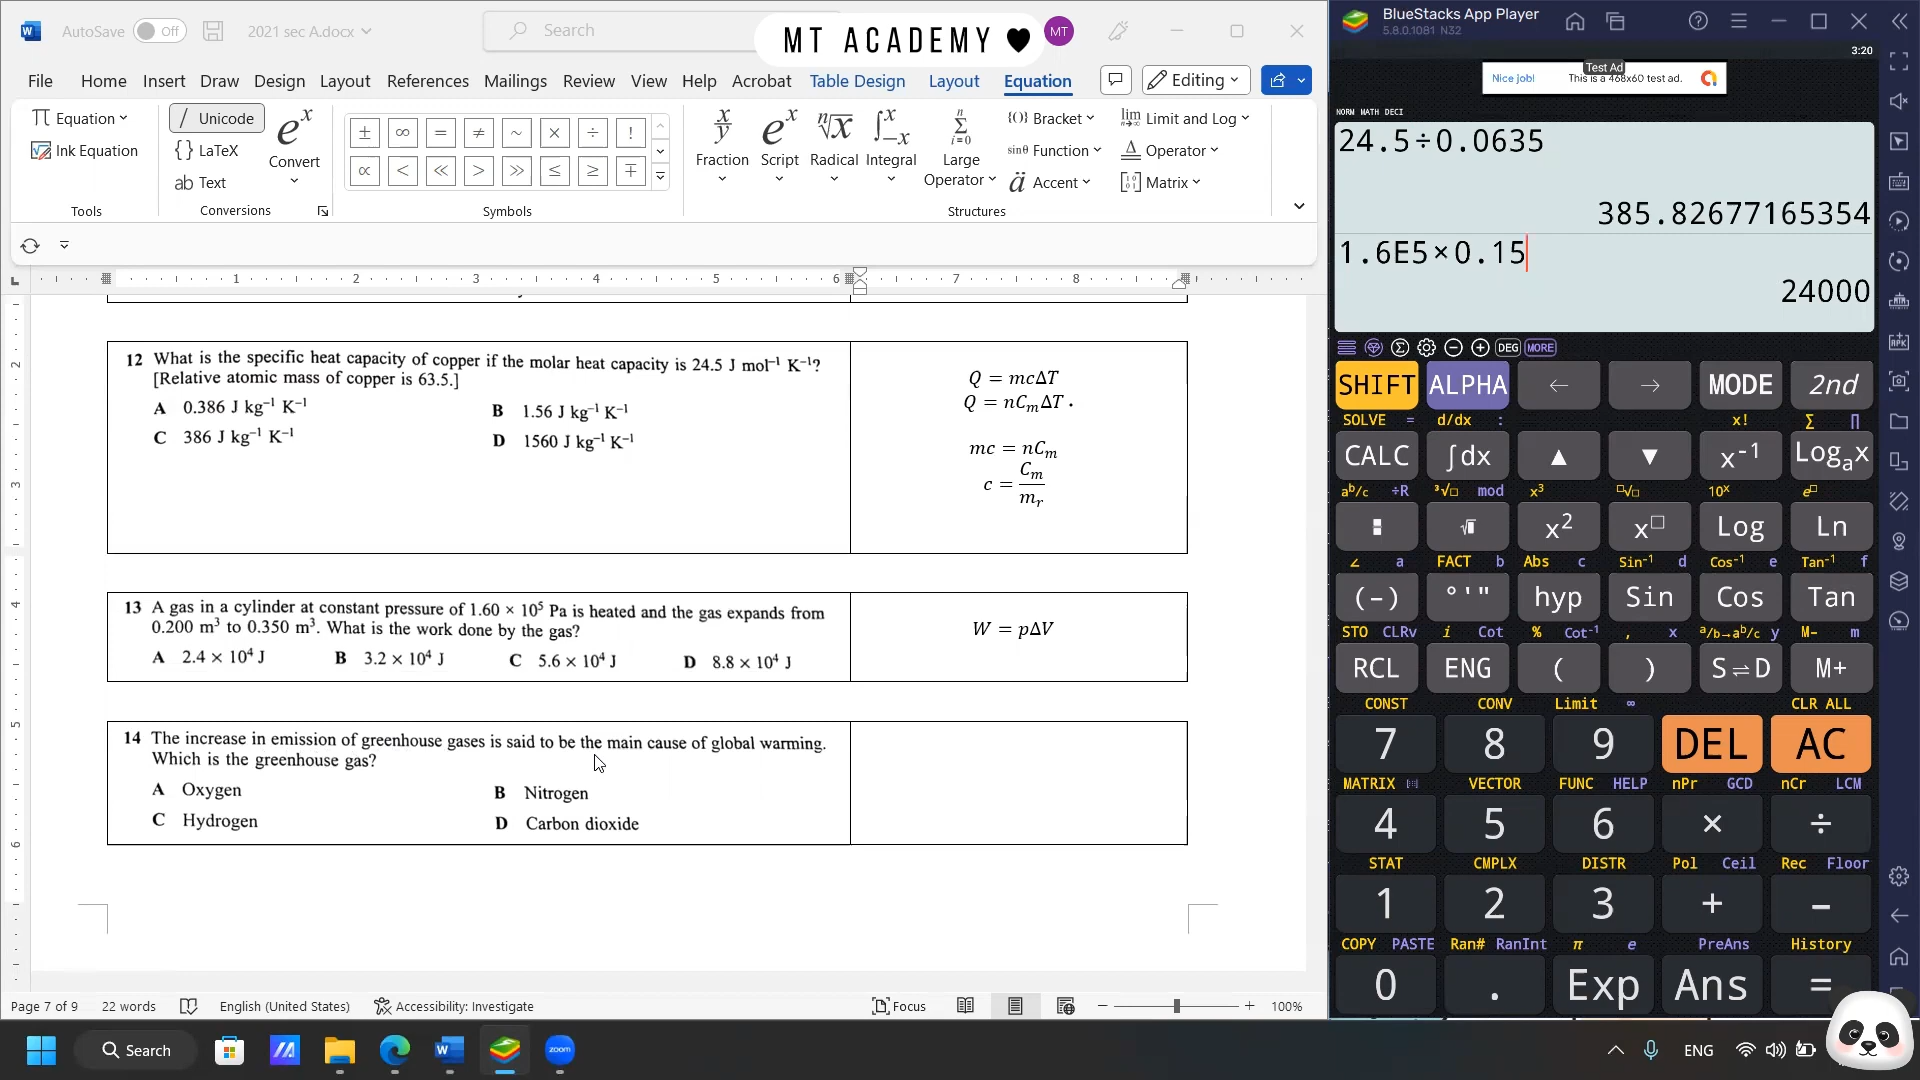 AutoSave Off 2021 sec A.docx Search MT ACADEMY MT
File Home Insert Draw Design Layout References Mailings Review View Help Acrobat Table Design Layout Equation Editing
Equation Unicode Convert
Ink Equation LaTeX
Text
± ∞ = ≠ ~ × ÷ !
∝ < ≪ > ≫ ≤ ≥ ∓
Fraction Script Radical Integral Large Operator
Bracket Limit and Log
Function Operator
Accent Matrix
Tools Conversions Symbols Structures
1 2 3 4 5 6 7 8
12 What is the specific heat capacity of copper if the molar heat capacity is 24.5 J mol⁻¹ K⁻¹?
[Relative atomic mass of copper is 63.5.]
A 0.386 J kg⁻¹ K⁻¹ B 1.56 J kg⁻¹ K⁻¹
C 386 J kg⁻¹ K⁻¹ D 1560 J kg⁻¹ K⁻¹
Q = mcΔT
Q = nCₘΔT .
mc = nCₘ
c = Cₘ/mᵣ
13 A gas in a cylinder at constant pressure of 1.60 × 10⁵ Pa is heated and the gas expands from
0.200 m³ to 0.350 m³. What is the work done by the gas?
A 2.4 × 10⁴ J B 3.2 × 10⁴ J C 5.6 × 10⁴ J D 8.8 × 10⁴ J
W = pΔV
14 The increase in emission of greenhouse gases is said to be the main cause of global warming.
Which is the greenhouse gas?
A Oxygen B Nitrogen
C Hydrogen D Carbon dioxide
Page 7 of 9 22 words English (United States) Accessibility: Investigate Focus 100%
Search zoom ENG
BlueStacks App Player
5.8.0.1081 N32
3:20
Test Ad
Nice job! This is a 468x60 test ad.
NORM MATH DECI
24.5÷0.0635
385.82677165354
1.6E5×0.15
24000
DEG MORE
SHIFT ALPHA ← → MODE 2nd
SOLVE = d/dx : x! ∑ ∏
CALC ∫dx ▲ ▼ x⁻¹ Logₐx
aᵇ/c ÷R ³√□ mod x³ □√□ 10ˣ e□
√ x² x□ Log Ln
∠ a FACT b Abs c Sin⁻¹ d Cos⁻¹ e Tan⁻¹ f
(−) °'" hyp Sin Cos Tan
STO CLRv i Cot % Cot⁻¹ , x a/b→aᵇ/c y M− m
RCL ENG ( ) S⇌D M+
CONST CONV Limit ∞ CLR ALL
7 8 9 DEL AC
MATRIX VECTOR FUNC HELP nPr GCD nCr LCM
4 5 6 × ÷
STAT CMPLX DISTR Pol Ceil Rec Floor
1 2 3 + −
COPY PASTE Ran# RanInt π e PreAns History
0 . Exp Ans =